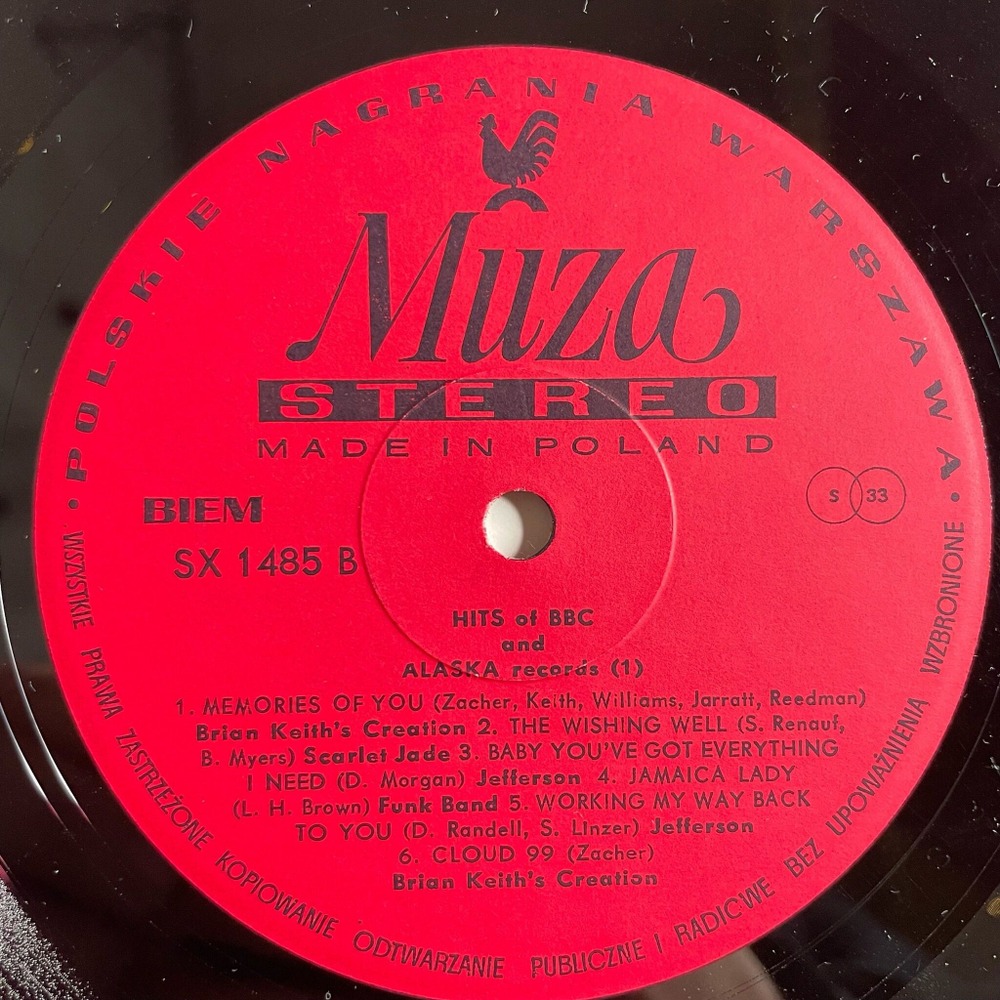 • POLSKIE NAGRANIA WARSZAWA •
Muza
STEREO
MADE IN POLAND
BIEM
S 33
SX 1485 B
HITS of BBC
and
ALASKA records (1)
1. MEMORIES OF YOU (Zacher, Keith, Williams, Jarratt, Reedman)
Brian Keith's Creation 2. THE WISHING WELL (S. Renauf,
B. Myers) Scarlet Jade 3. BABY YOU'VE GOT EVERYTHING
I NEED (D. Morgan) Jefferson 4. JAMAICA LADY
(L. H. Brown) Funk Band 5. WORKING MY WAY BACK
TO YOU (D. Randell, S. LInzer) Jefferson
6. CLOUD 99 (Zacher)
Brian Keith's Creation
WSZYSTKIE PRAWA ZASTRZEŻONE KOPIOWANIE ODTWARZANIE PUBLICZNE I RADIOWE BEZ UPOWAŻNIENIA WZBRONIONE